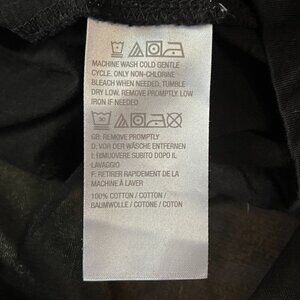 MACHINE WASH COLD GENTLE
CYCLE. ONLY NON-CHLORINE
BLEACH WHEN NEEDED; TUMBLE
DRY LOW. REMOVE PROMPTLY. LOW
IRON IF NEEDED
GB: REMOVE PROMPTLY
D: VOR DER WÄSCHE ENTFERNEN
I: RIMUOVERE SUBITO DOPO IL
LAVAGGIO
F: RETIRER RAPIDEMENT DE LA
MACHINE À LAVER
100% COTTON / COTTON /
BAUMWOLLE / COTONE / COTON